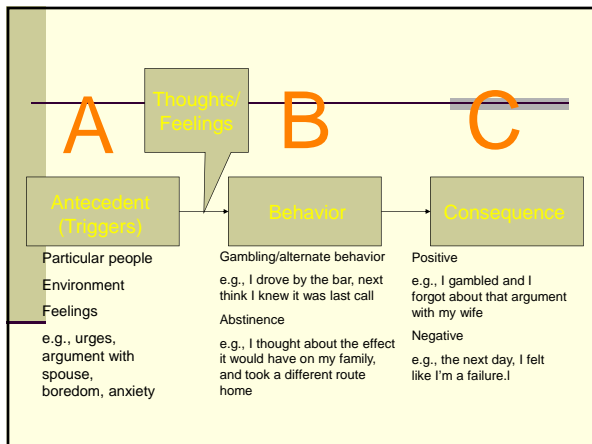 A
Thoughts/
Feelings
B
C
Antecedent
(Triggers)
Behavior
Consequence
Particular people
Environment
Feelings
e.g., urges,
argument with
spouse,
boredom, anxiety
Gambling/alternate behavior
e.g., I drove by the bar, next
think I knew it was last call
Abstinence
e.g., I thought about the effect
it would have on my family,
and took a different route
home
Positive
e.g., I gambled and I
forgot about that argument
with my wife
Negative
e.g., the next day, I felt
like I'm a failure.I